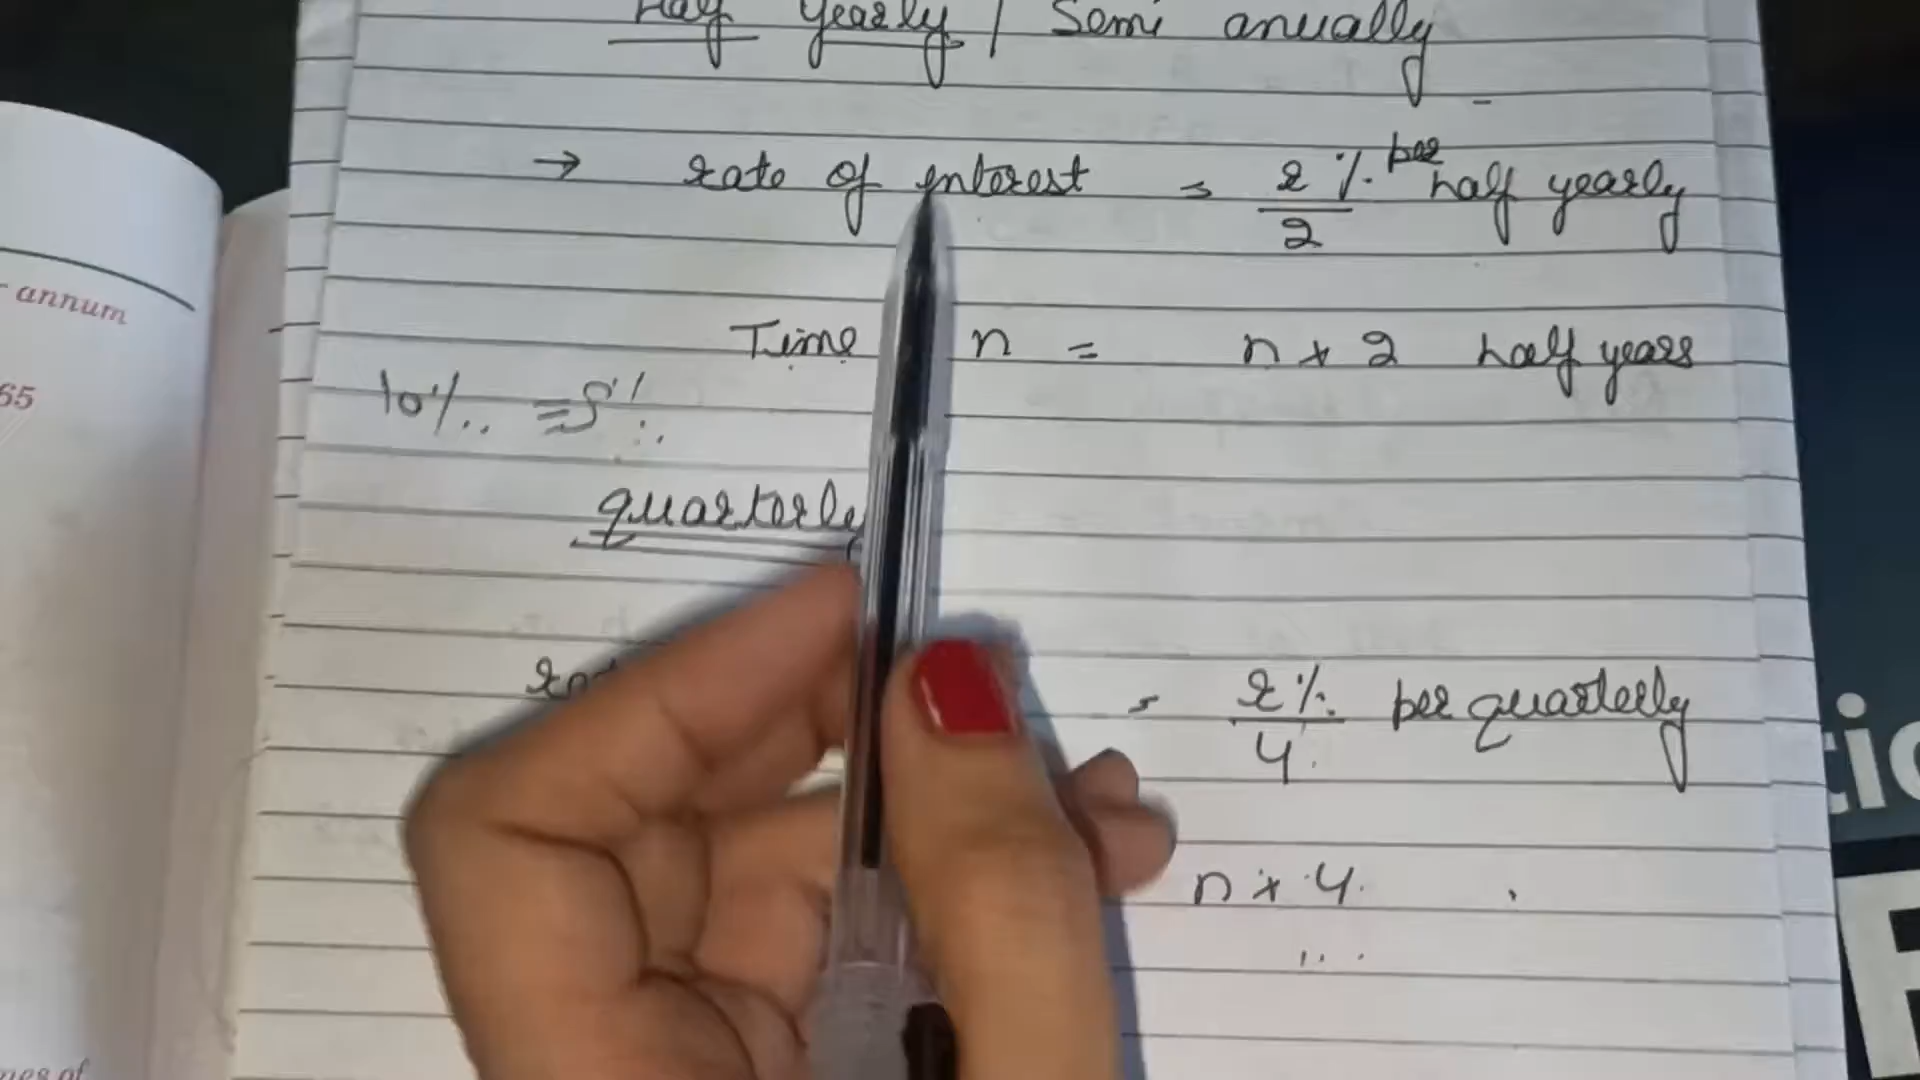 Half Yearly / Semi anually
→ rate of interest = r/2 % per half yearly
Time n = n × 2 half years
10% = 5%
quarterly
= r%/4 per quarterly
n × 4
annum
65